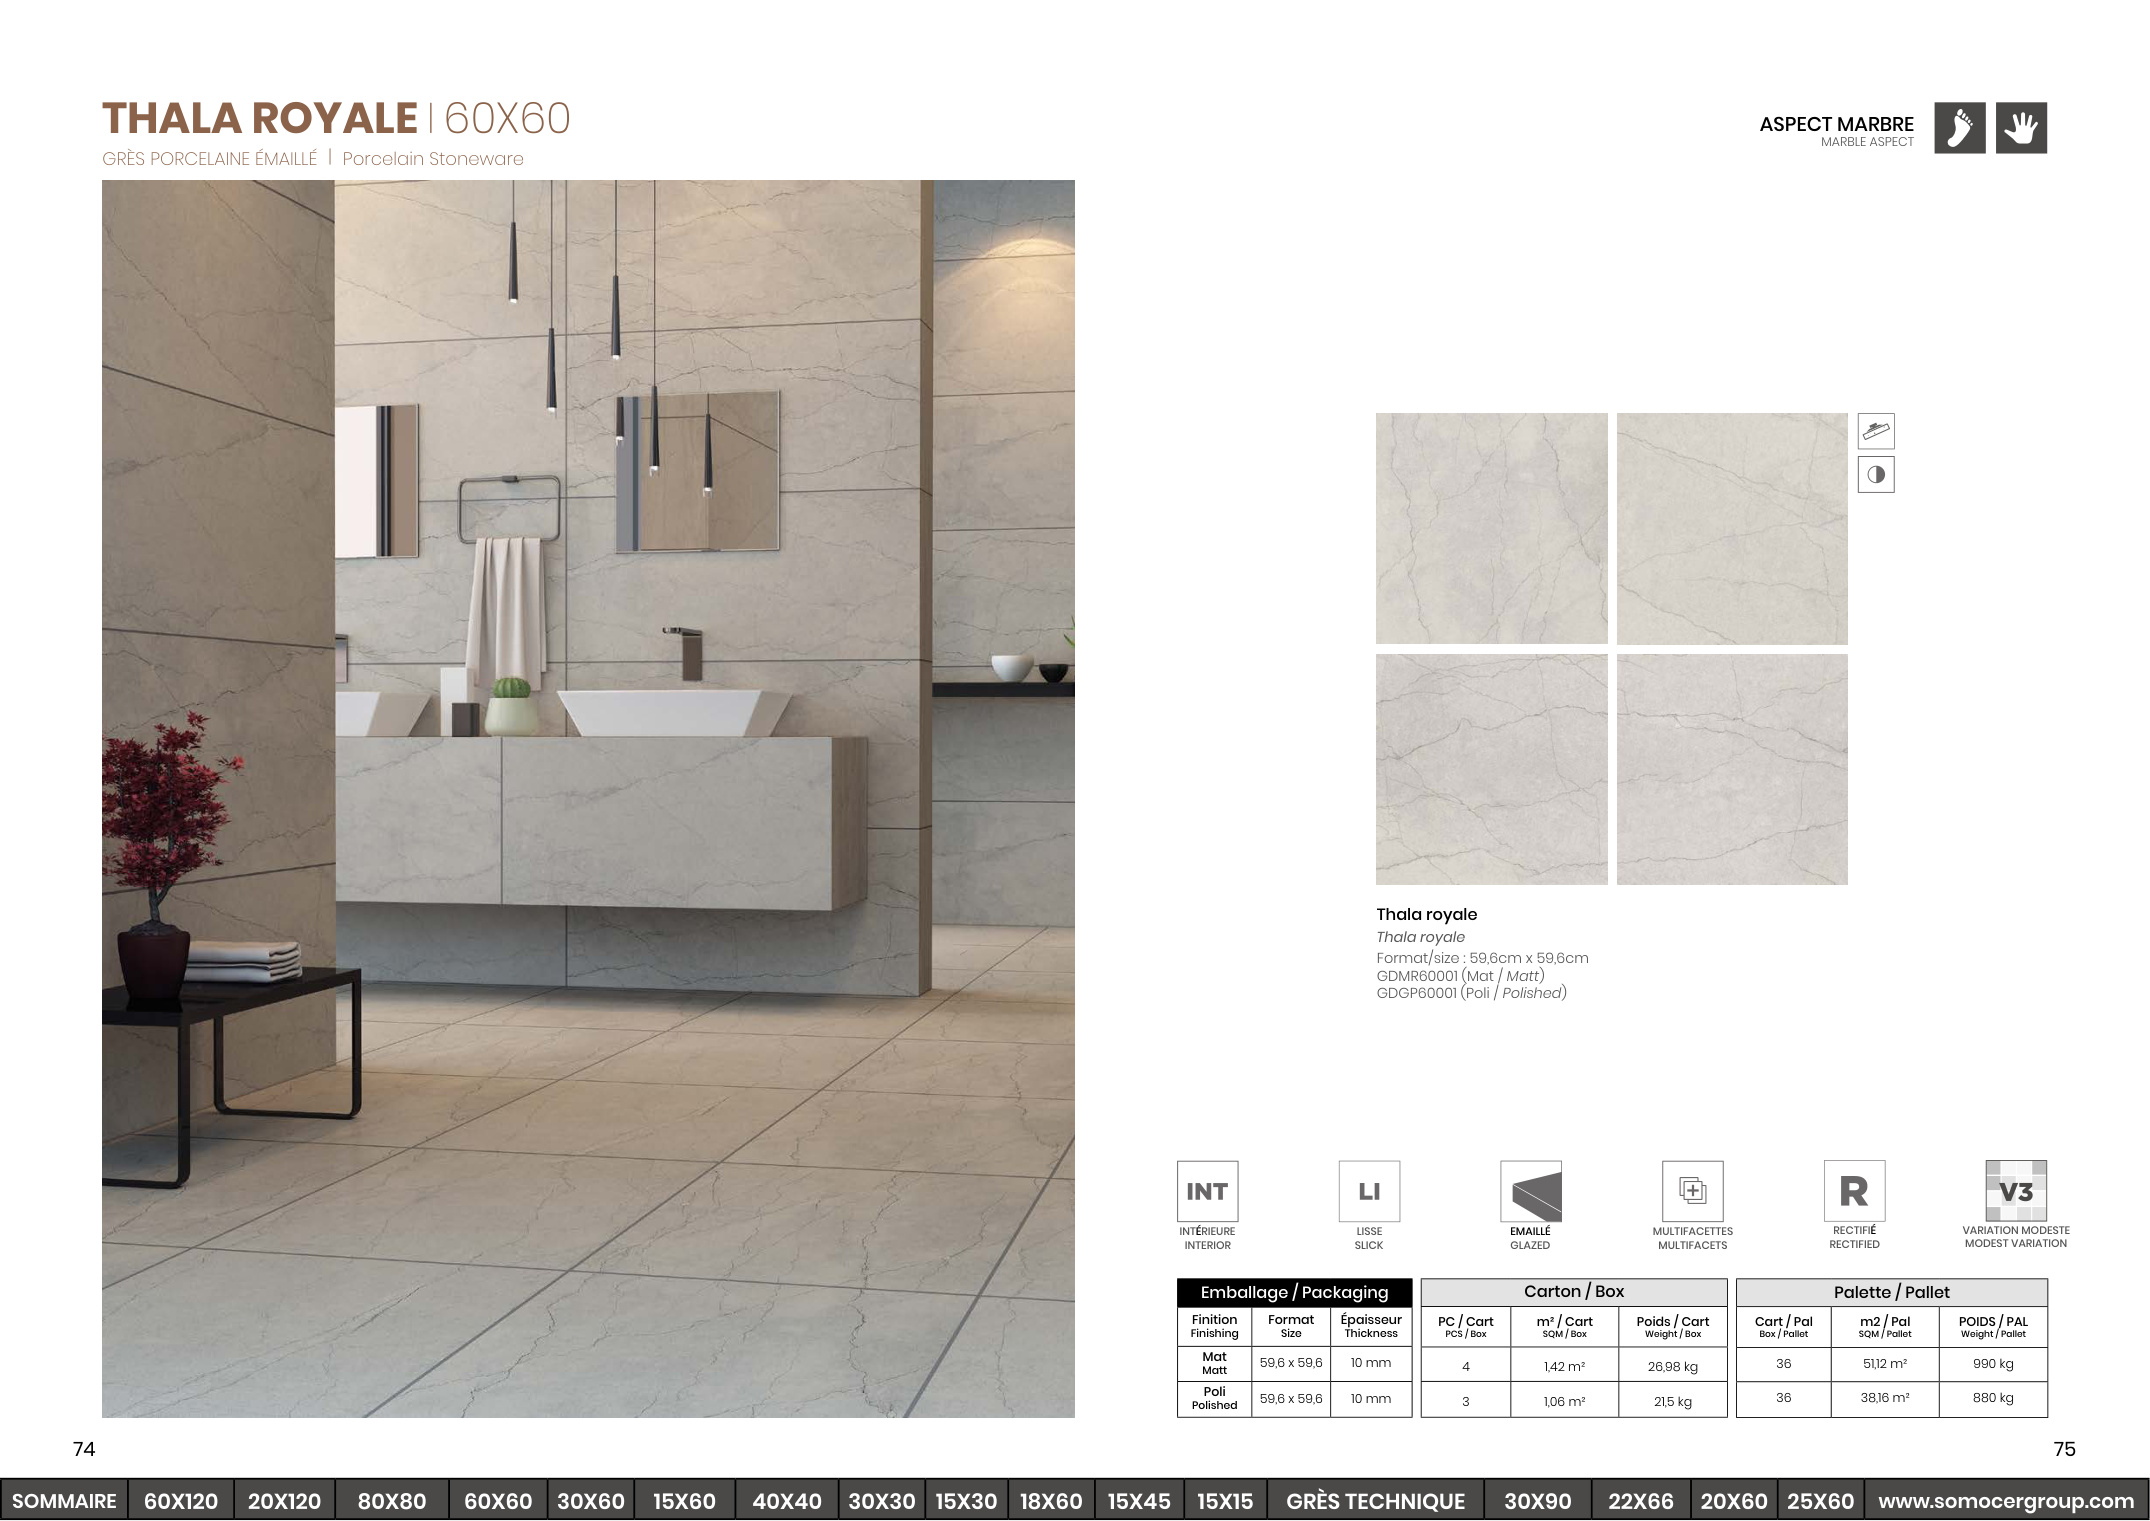 THALA ROYALE | 60X60
GRÈS PORCELAINE ÉMAILLÉ | Porcelain Stoneware
ASPECT MARBRE
MARBLE ASPECT
Thala royale
Thala royale
Format/size : 59,6cm x 59,6cm
GDMR60001 (Mat / Matt)
GDGP60001 (Poli / Polished)
INT
INTÉRIEURE
INTERIOR
LI
LISSE
SLICK
EMAILLÉ
GLAZED
MULTIFACETTES
MULTIFACETS
R
RECTIFIÉ
RECTIFIED
V3
VARIATION MODESTE
MODEST VARIATION
Emballage / Packaging
Finition Format Épaisseur
Finishing Size Thickness
Mat
Matt
59,6 x 59,6 10 mm
Poli
Polished
59,6 x 59,6 10 mm
Carton / Box
PC / Cart m² / Cart Poids / Cart
PCS / Box SQM / Box Weight / Box
4 1,42 m² 26,98 kg
3 1,06 m² 21,5 kg
Palette / Pallet
Cart / Pal m2 / Pal POIDS / PAL
Box / Pallet SQM / Pallet Weight / Pallet
36 51,12 m² 990 kg
36 38,16 m² 880 kg
74
75
SOMMAIRE 60X120 20X120 80X80 60X60 30X60 15X60 40X40 30X30 15X30 18X60 15X45 15X15 GRÈS TECHNIQUE 30X90 22X66 20X60 25X60 www.somocergroup.com